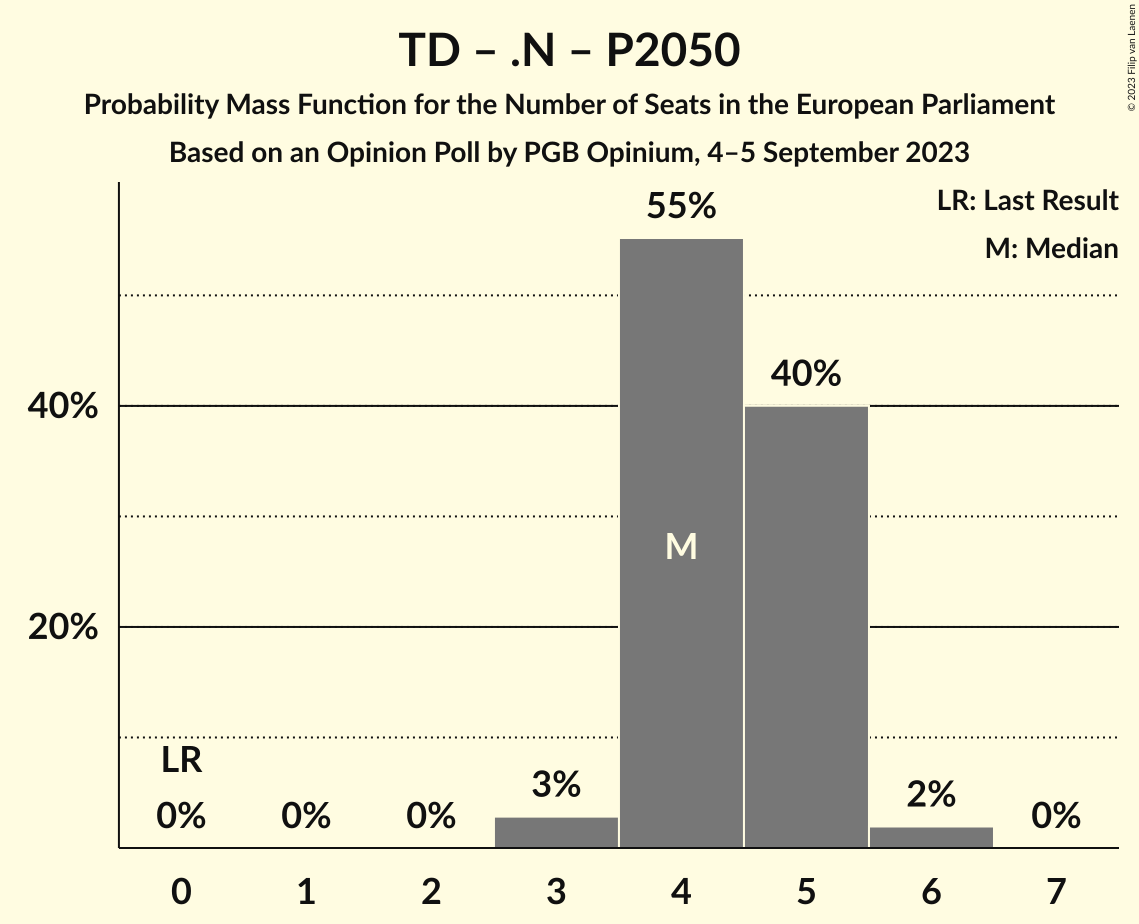 TD – .N – P2050
Probability Mass Function for the Number of Seats in the European Parliament
Based on an Opinion Poll by PGB Opinium, 4–5 September 2023
© 2023 Filip van Laenen
LR: Last Result
M: Median
55%
40%
40%
M
20%
LR
0%
0%
0%
3%
2%
0%
0
1
2
3
4
5
6
7